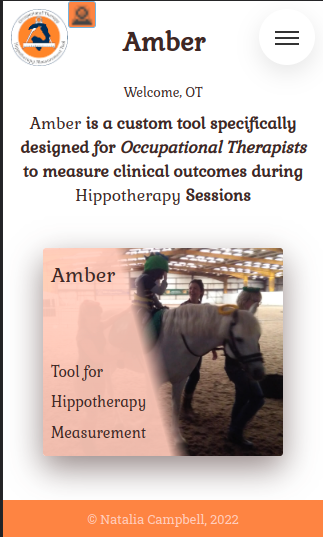 Amber
Welcome, OT
Amber is a custom tool specifically
designed for Occupational Therapists
to measure clinical outcomes during
Hippotherapy Sessions
Amber
Tool for
Hippotherapy
Measurement
© Natalia Campbell, 2022